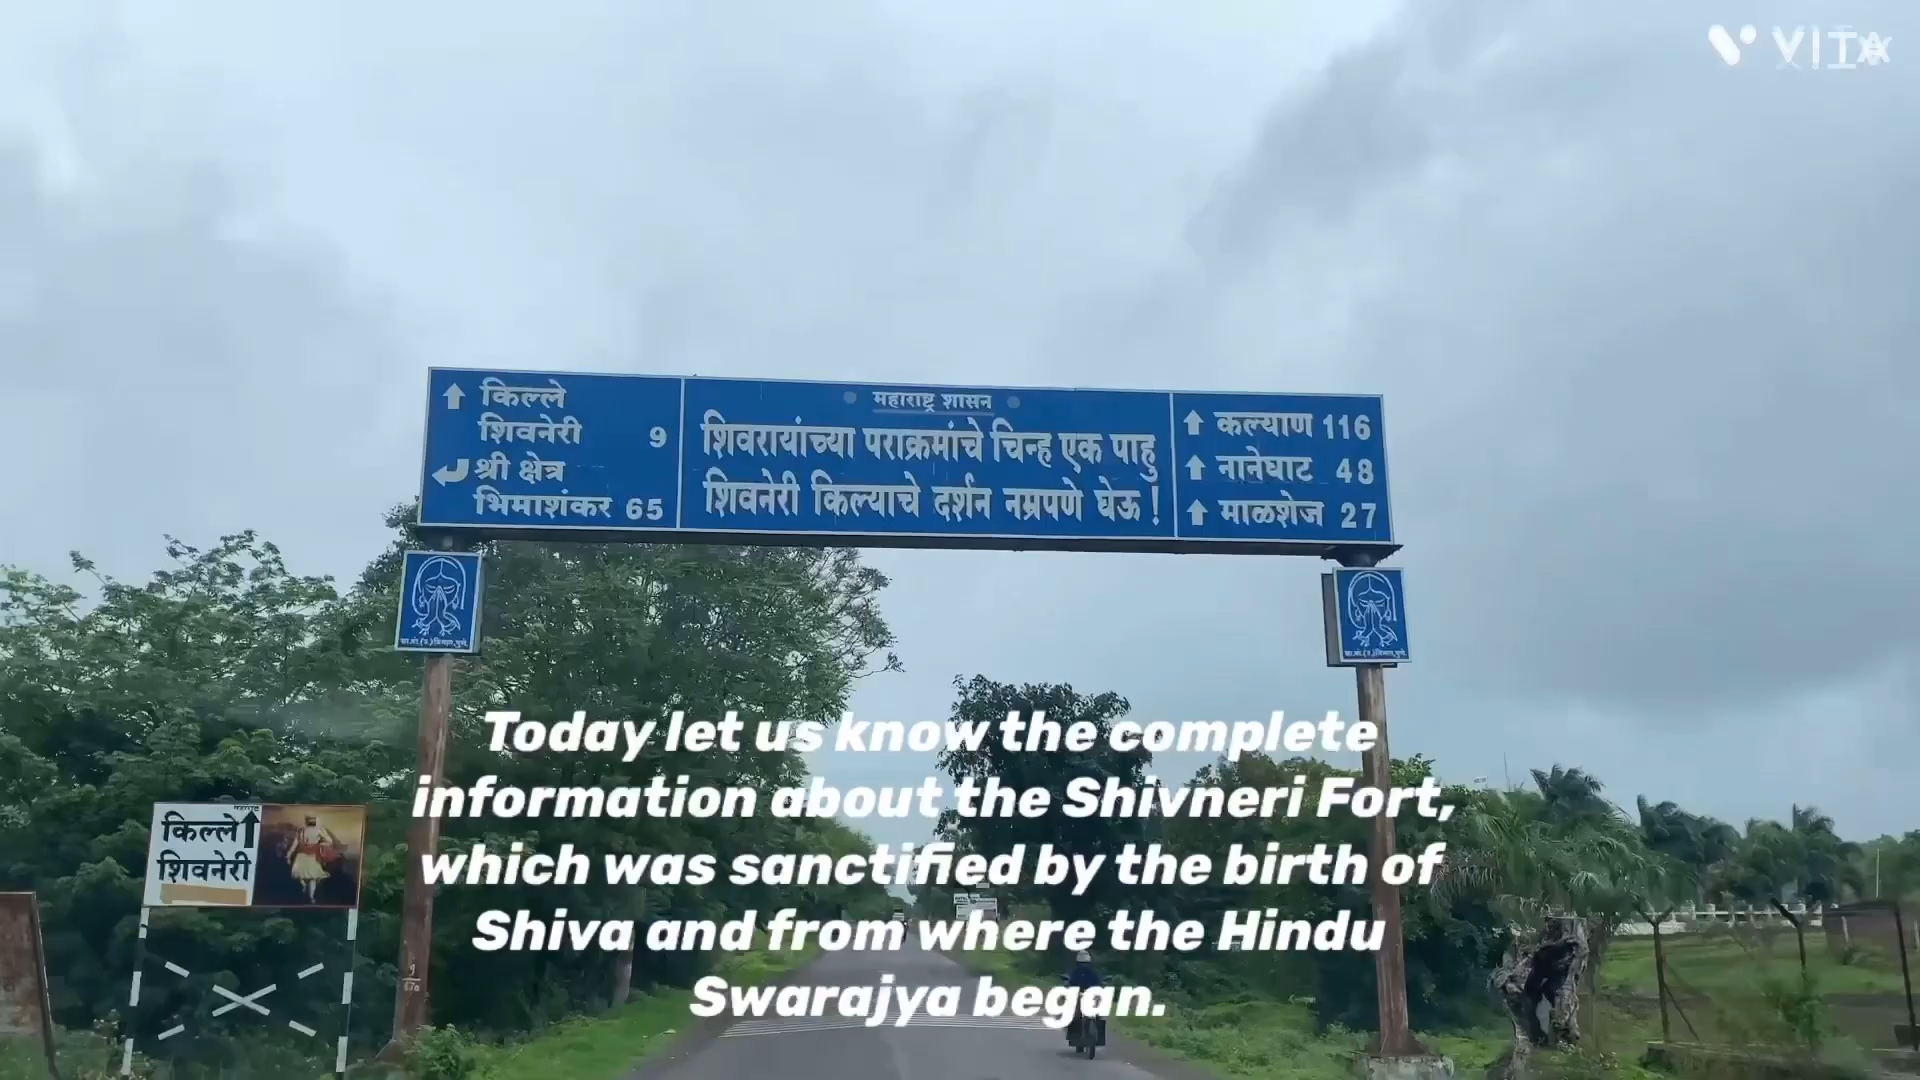 VITA
किल्ले
शिवनेरी 9
श्री क्षेत्र
भिमाशंकर 65
महाराष्ट्र शासन
शिवरायांच्या पराक्रमांचे चिन्ह एक पाहु
शिवनेरी किल्याचे दर्शन नम्रपणे घेऊ !
कल्याण 116
नानेघाट 48
माळशेज 27
किल्ले
शिवनेरी
Today let us know the complete
information about the Shivneri Fort,
which was sanctified by the birth of
Shiva and from where the Hindu
Swarajya began.